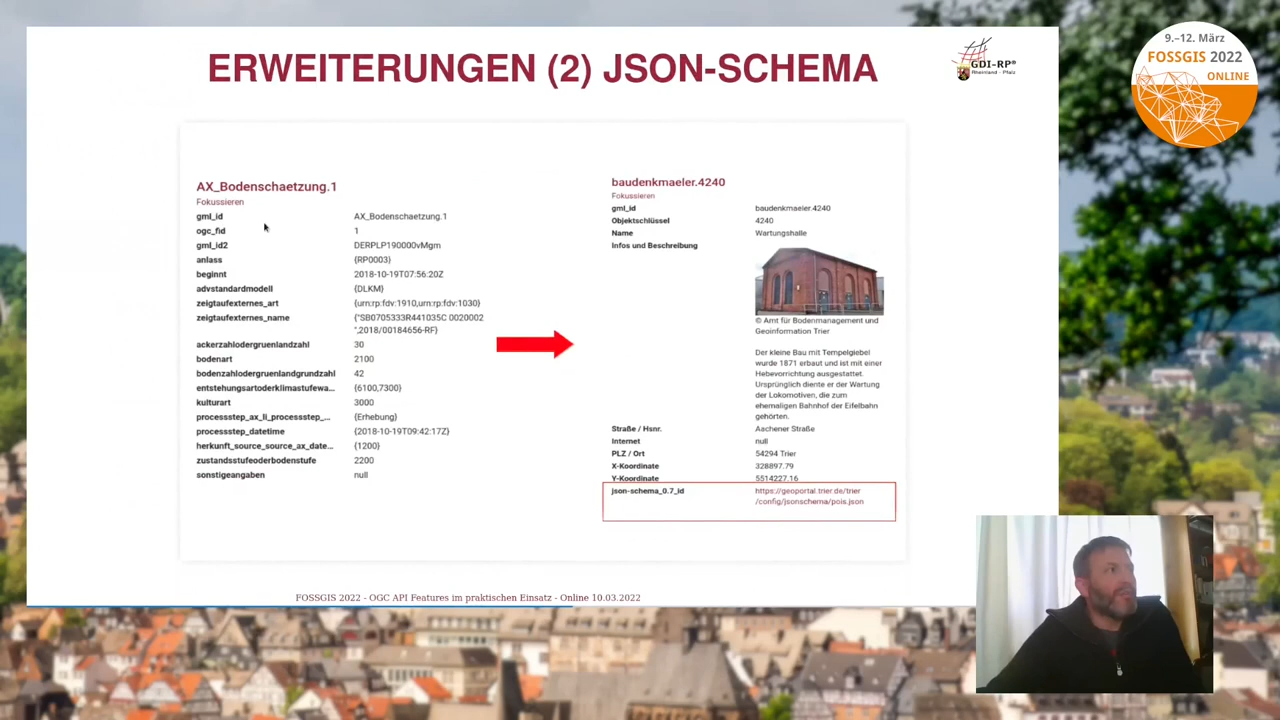 ERWEITERUNGEN (2) JSON-SCHEMA
GDI-RP®
Rheinland - Pfalz
9.–12. März
FOSSGIS 2022
ONLINE
AX_Bodenschaetzung.1
Fokussieren
gml_id AX_Bodenschaetzung.1
ogc_fid 1
gml_id2 DERPLP190000vMgm
anlass {RP0003}
beginnt 2018-10-19T07:56:20Z
advstandardmodell {DLKM}
zeigtaufexternes_art {urn:rp:fdv:1910,urn:rp:fdv:1030}
zeigtaufexternes_name {"SB0705333R441035C 0020002
",2018/00184656-RF}
ackerzahlodergruenlandzahl 30
bodenart 2100
bodenzahlodergruenlandgrundzahl 42
entstehungsartoderklimastufewa... {6100,7300}
kulturart 3000
processstep_ax_li_processstep_... {Erhebung}
processstep_datetime {2018-10-19T09:42:17Z}
herkunft_source_source_ax_date... {1200}
zustandsstufeoderbodenstufe 2200
sonstigeangaben null
baudenkmaeler.4240
Fokussieren
gml_id baudenkmaeler.4240
Objektschlüssel 4240
Name Wartungshalle
Infos und Beschreibung
© Amt für Bodenmanagement und
Geoinformation Trier
Der kleine Bau mit Tempelgiebel
wurde 1871 erbaut und ist mit einer
Hebevorrichtung ausgestattet.
Ursprünglich diente er der Wartung
der Lokomotiven, die zum
ehemaligen Bahnhof der Eifelbahn
gehörten.
Straße / Hsnr. Aachener Straße
Internet null
PLZ / Ort 54294 Trier
X-Koordinate 328897.79
Y-Koordinate 5514227.16
json-schema_0.7_id https://geoportal.trier.de/trier
/config/jsonschema/pois.json
FOSSGIS 2022 - OGC API Features im praktischen Einsatz - Online 10.03.2022